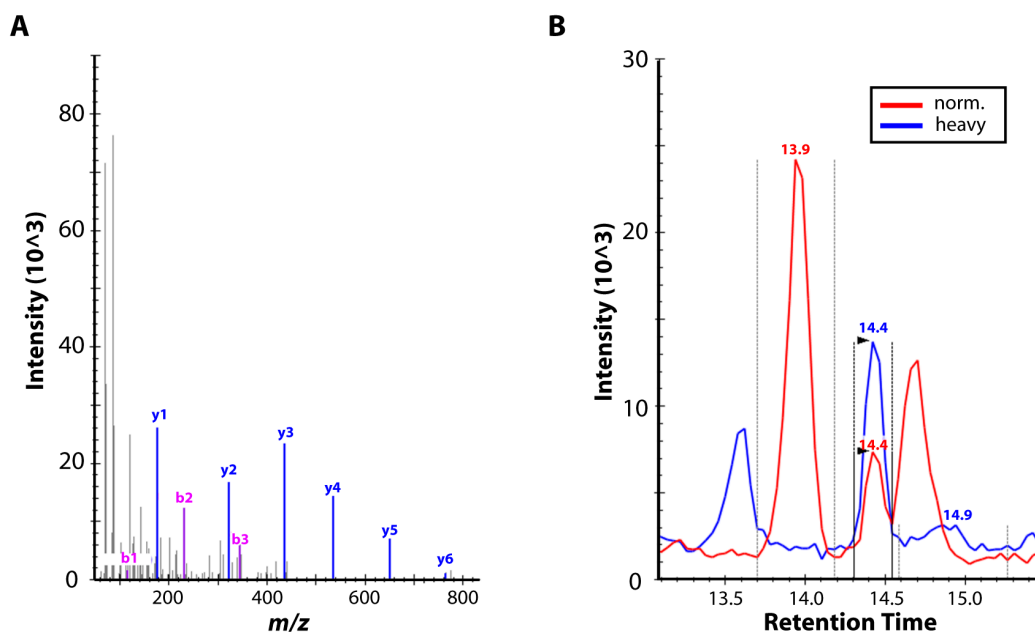 A
Intensity (10^3)
80
60
40
20
0
y1
y2
y3
y4
y5
y6
b1
b2
b3
200
400
600
800
m/z
B
Intensity (10^3)
30
20
10
0
norm.
heavy
13.9
14.4
14.4
14.9
13.5
14.0
14.5
15.0
Retention Time